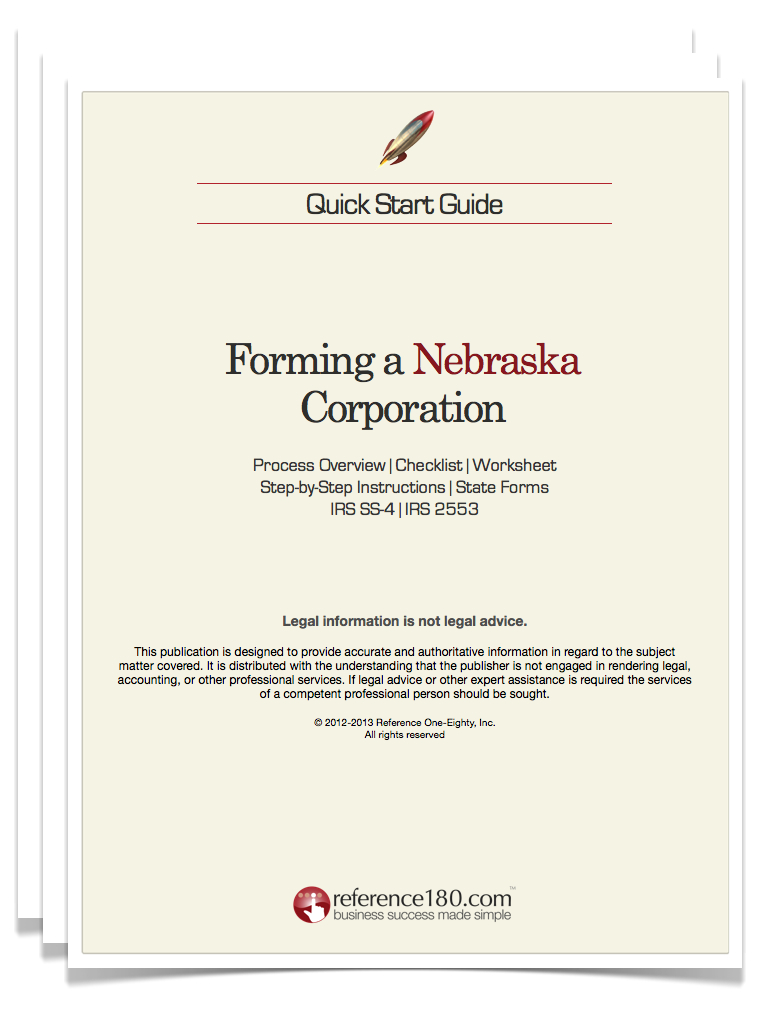 Quick Start Guide
Forming a Nebraska
Corporation
Process Overview | Checklist | Worksheet
Step-by-Step Instructions | State Forms
IRS SS-4 | IRS 2553
Legal information is not legal advice.
This publication is designed to provide accurate and authoritative information in regard to the subject
matter covered. It is distributed with the understanding that the publisher is not engaged in rendering legal,
accounting, or other professional services. If legal advice or other expert assistance is required the services
of a competent professional person should be sought.
© 2012-2013 Reference One-Eighty, Inc.
All rights reserved
reference180.com™
business success made simple